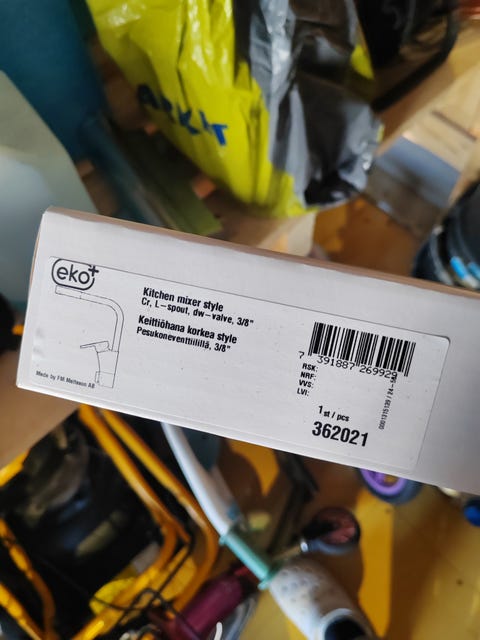 eko+
Kitchen mixer style
Cr, L-spout, dw-valve, 3/8"
Keittiöhana korkea style
Pesukoneventtiilillä, 3/8"
Made by FM Mattsson AB
7 391887 269929
RSK:
NRF:
VVS:
LVI:
1 st / pcs
362021